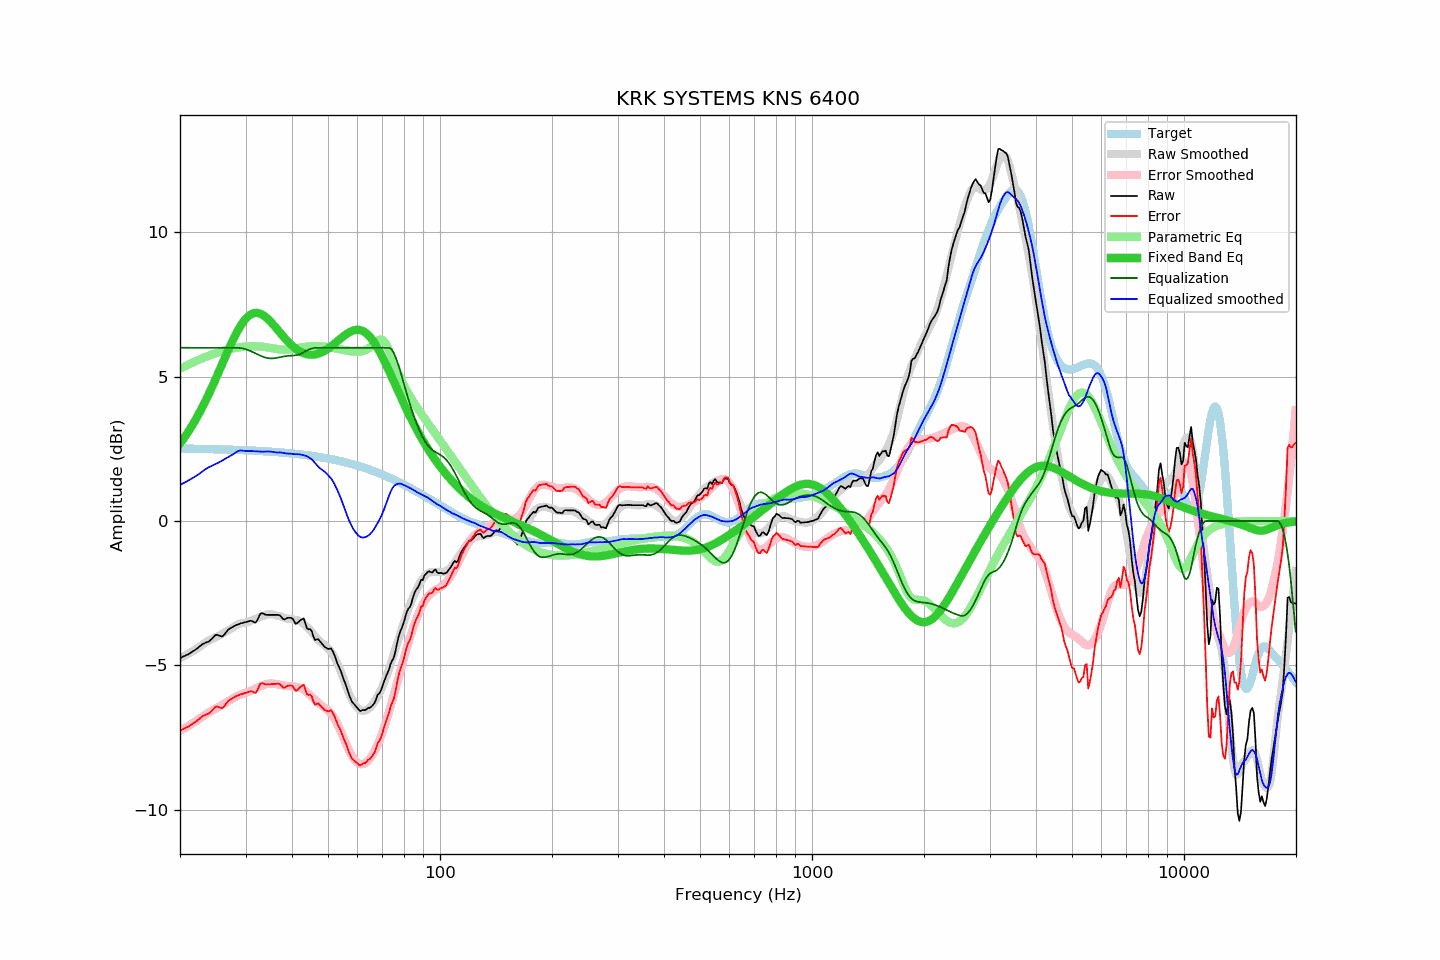 KRK SYSTEMS KNS 6400
Target
Raw Smoothed
Error Smoothed
Raw
Error
Parametric Eq
Fixed Band Eq
Equalization
Equalized smoothed
Amplitude (dBr)
10
5
0
−5
−10
100
1000
10000
Frequency (Hz)